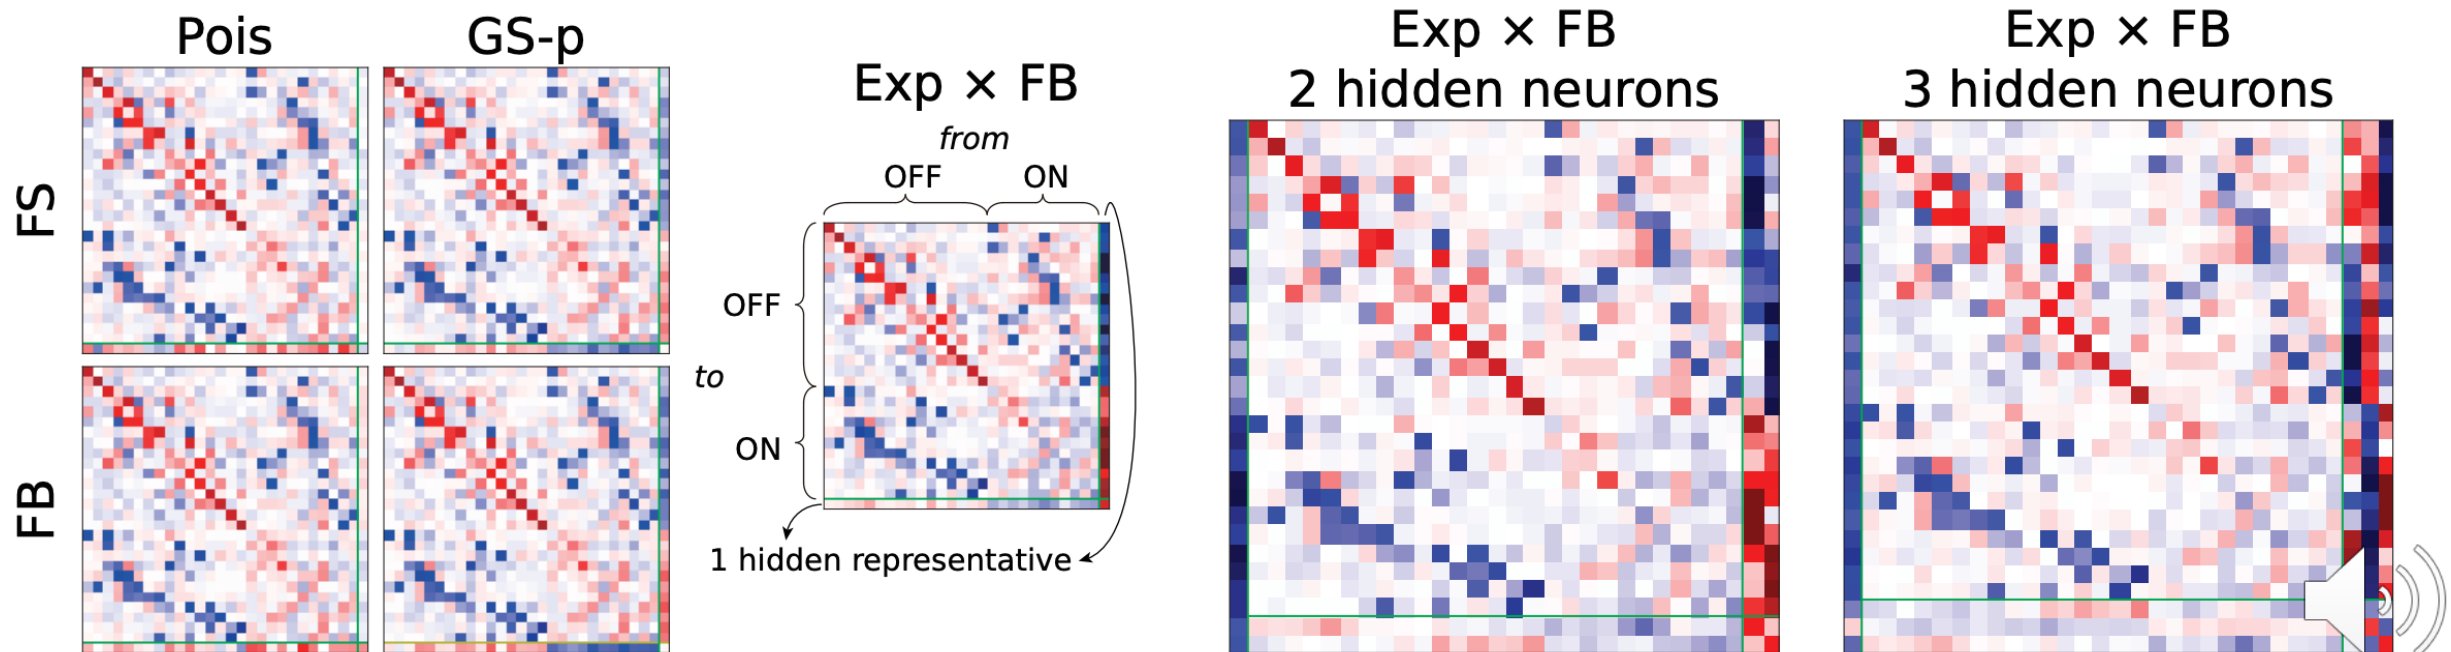 Pois
GS-p
FS
FB
Exp × FB
from
OFF
ON
OFF
to
ON
1 hidden representative
Exp × FB
2 hidden neurons
Exp × FB
3 hidden neurons